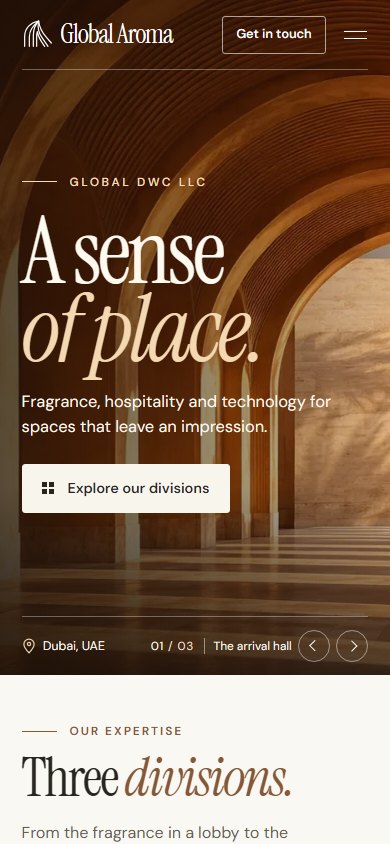 Global Aroma
Get in touch
GLOBAL DWC LLC
A sense
of place.
Fragrance, hospitality and technology for
spaces that leave an impression.
Explore our divisions
Dubai, UAE
01 / 03
The arrival hall
OUR EXPERTISE
Three divisions.
From the fragrance in a lobby to the